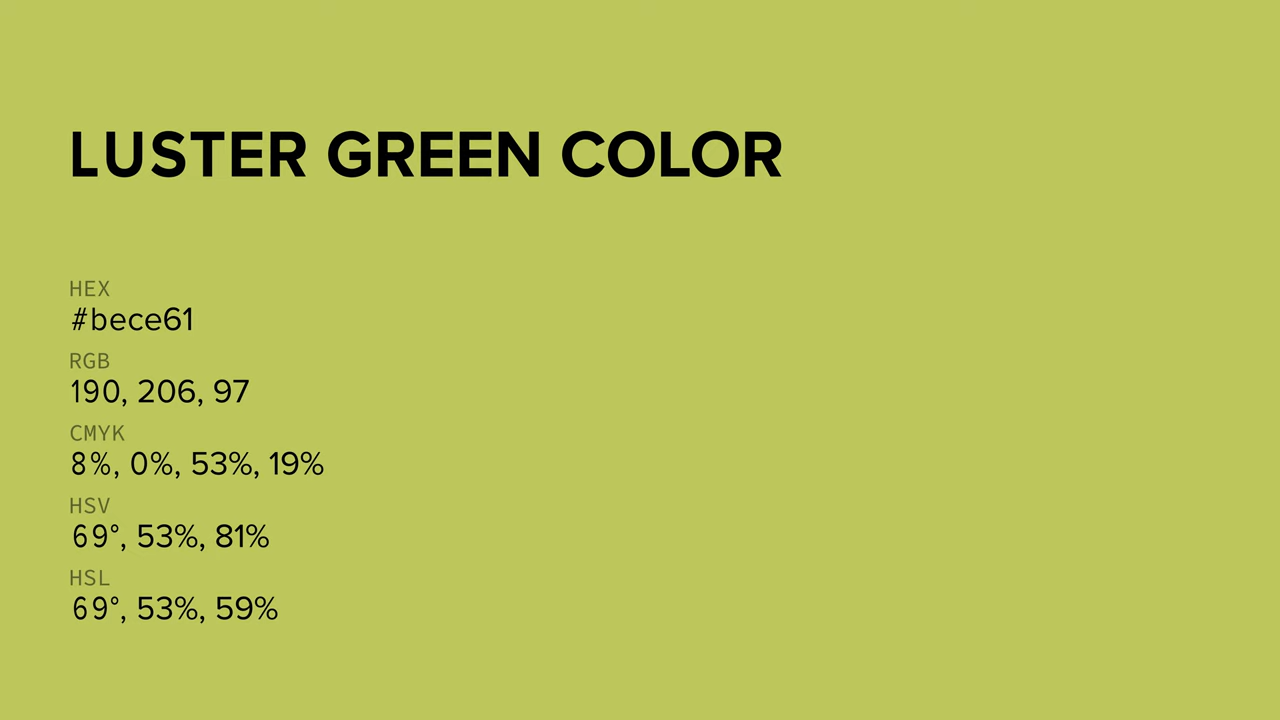 LUSTER GREEN COLOR
HEX
#bece61
RGB
190, 206, 97
CMYK
8%, 0%, 53%, 19%
HSV
69°, 53%, 81%
HSL
69°, 53%, 59%